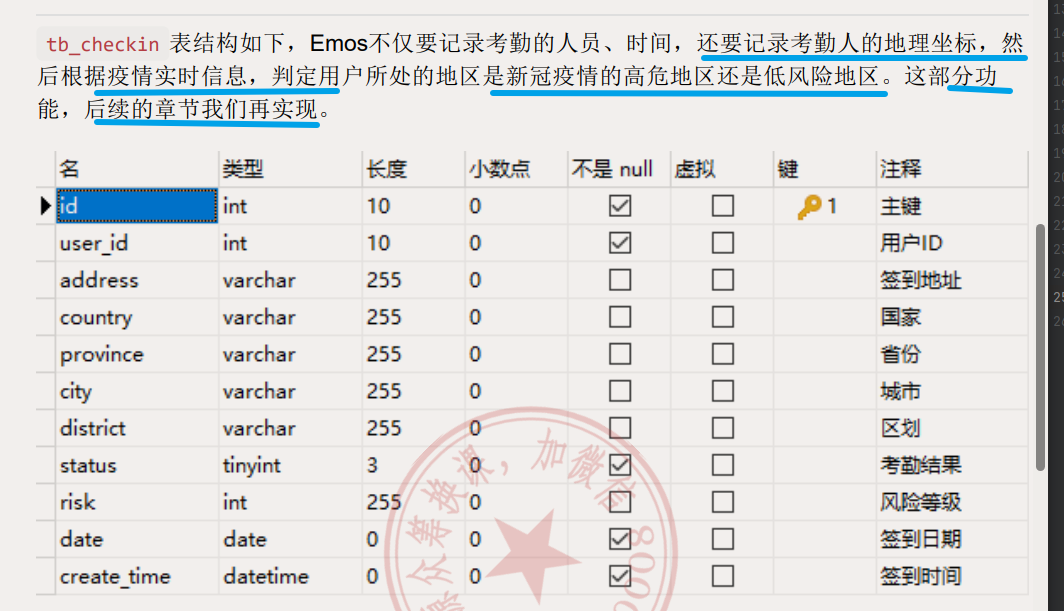 tb_checkin 表结构如下，Emos不仅要记录考勤的人员、时间，还要记录考勤人的地理坐标，然
后根据疫情实时信息，判定用户所处的地区是新冠疫情的高危地区还是低风险地区。这部分功
能，后续的章节我们再实现。
名 类型 长度 小数点 不是 null 虚拟 键 注释
id int 10 0 1 主键
user_id int 10 0 用户ID
address varchar 255 0 签到地址
country varchar 255 0 国家
province varchar 255 0 省份
city varchar 255 0 城市
district varchar 255 0 区划
status tinyint 3 0 考勤结果
risk int 255 0 风险等级
date date 0 0 签到日期
create_time datetime 0 0 签到时间
众筹换课，加微信